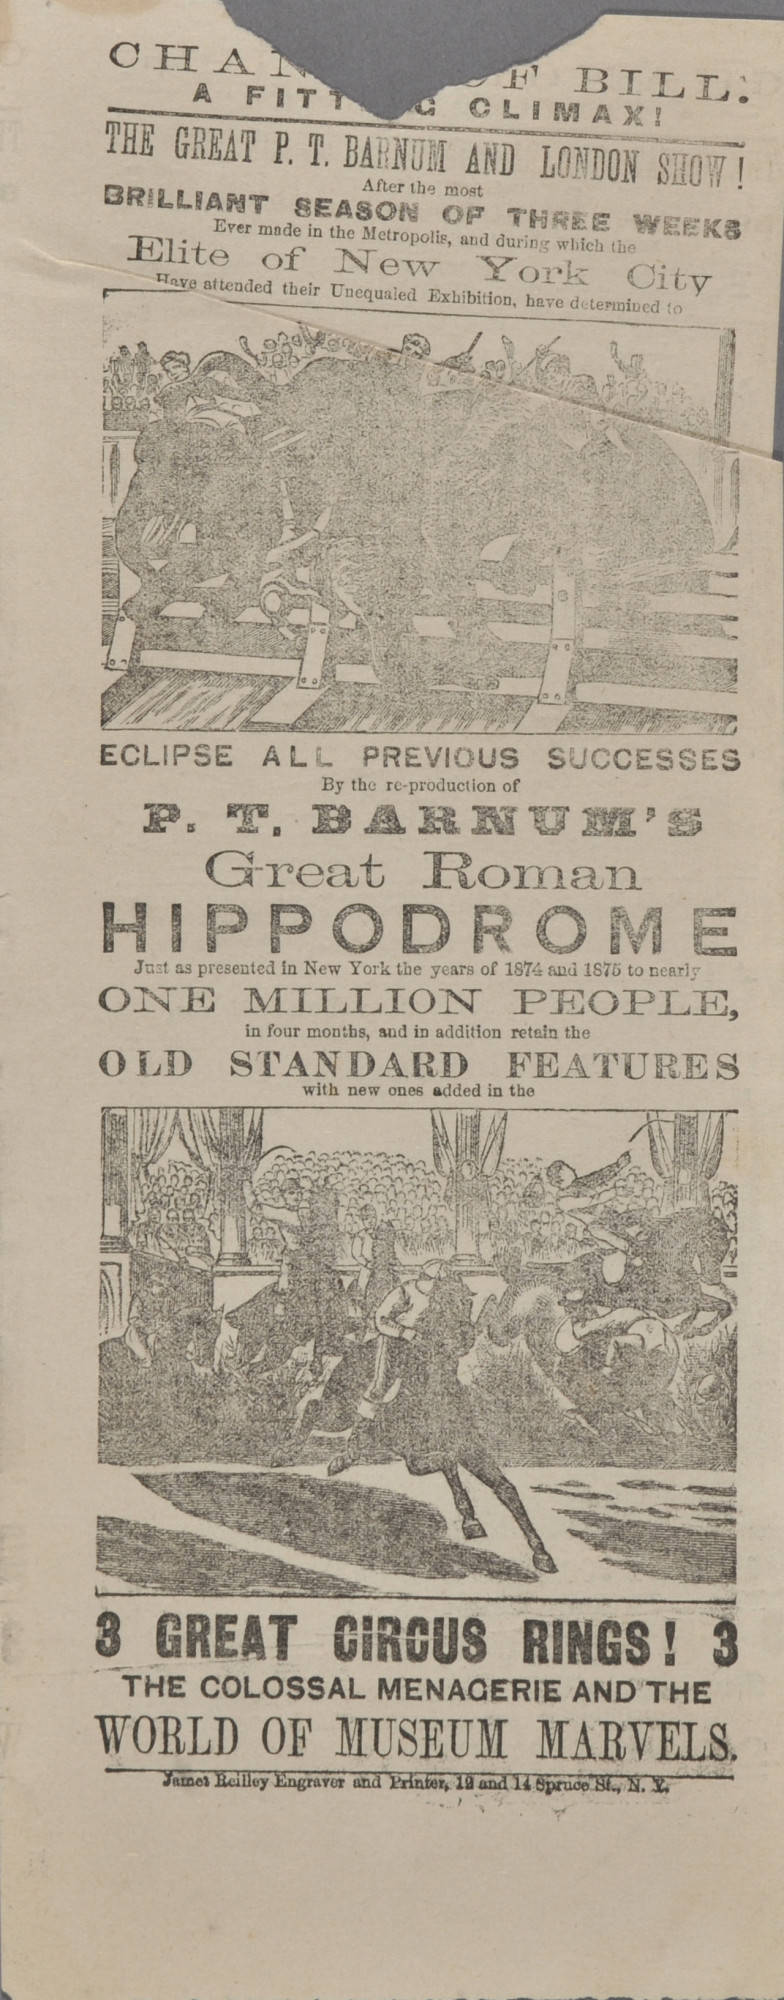 CHAN OF BILL.
A FITT G CLIMAX!
THE GREAT P. T. BARNUM AND LONDON SHOW!
After the most
BRILLIANT SEASON OF THREE WEEKS
Ever made in the Metropolis, and during which the
Elite of New York City
Have attended their Unequaled Exhibition, have determined to
ECLIPSE ALL PREVIOUS SUCCESSES
By the re-production of
P. T. BARNUM'S
Great Roman
HIPPODROME
Just as presented in New York the years of 1874 and 1875 to nearly
ONE MILLION PEOPLE,
in four months, and in addition retain the
OLD STANDARD FEATURES
with new ones added in the
3 GREAT CIRCUS RINGS! 3
THE COLOSSAL MENAGERIE AND THE
WORLD OF MUSEUM MARVELS.
James Reilley Engraver and Printer, 12 and 14 Spruce St., N. Y.